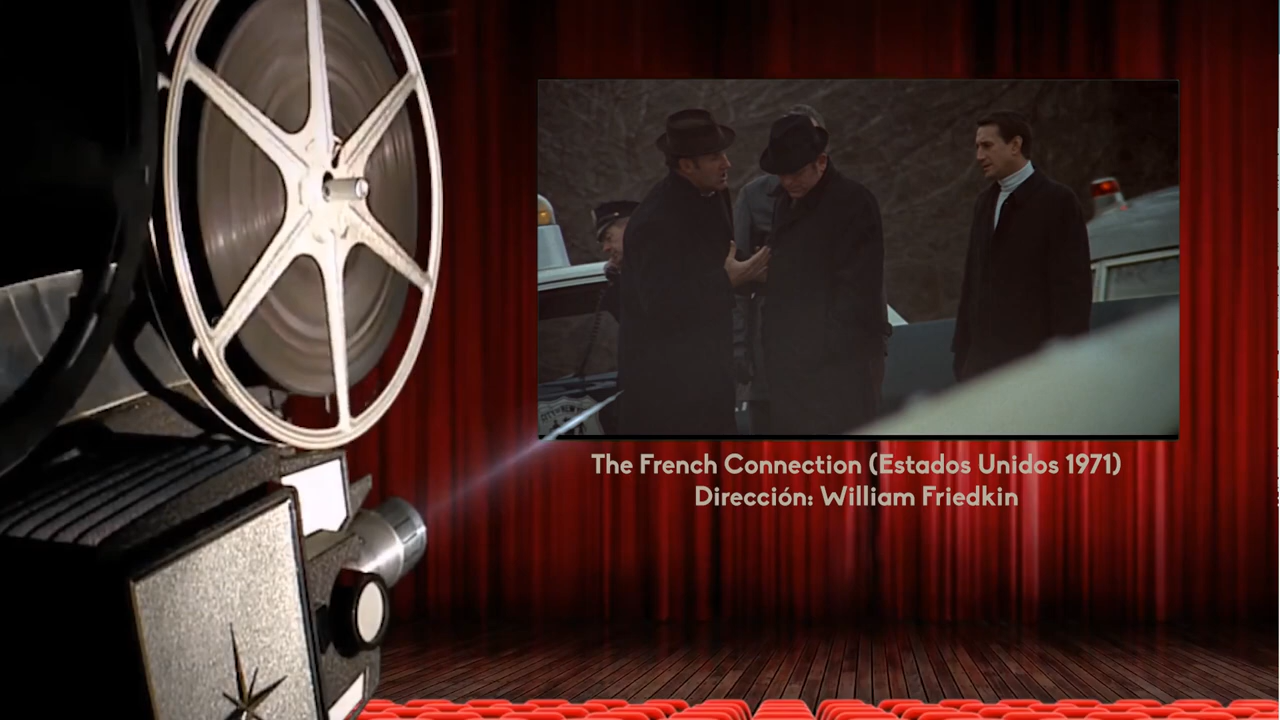 The French Connection (Estados Unidos 1971)
Dirección: William Friedkin